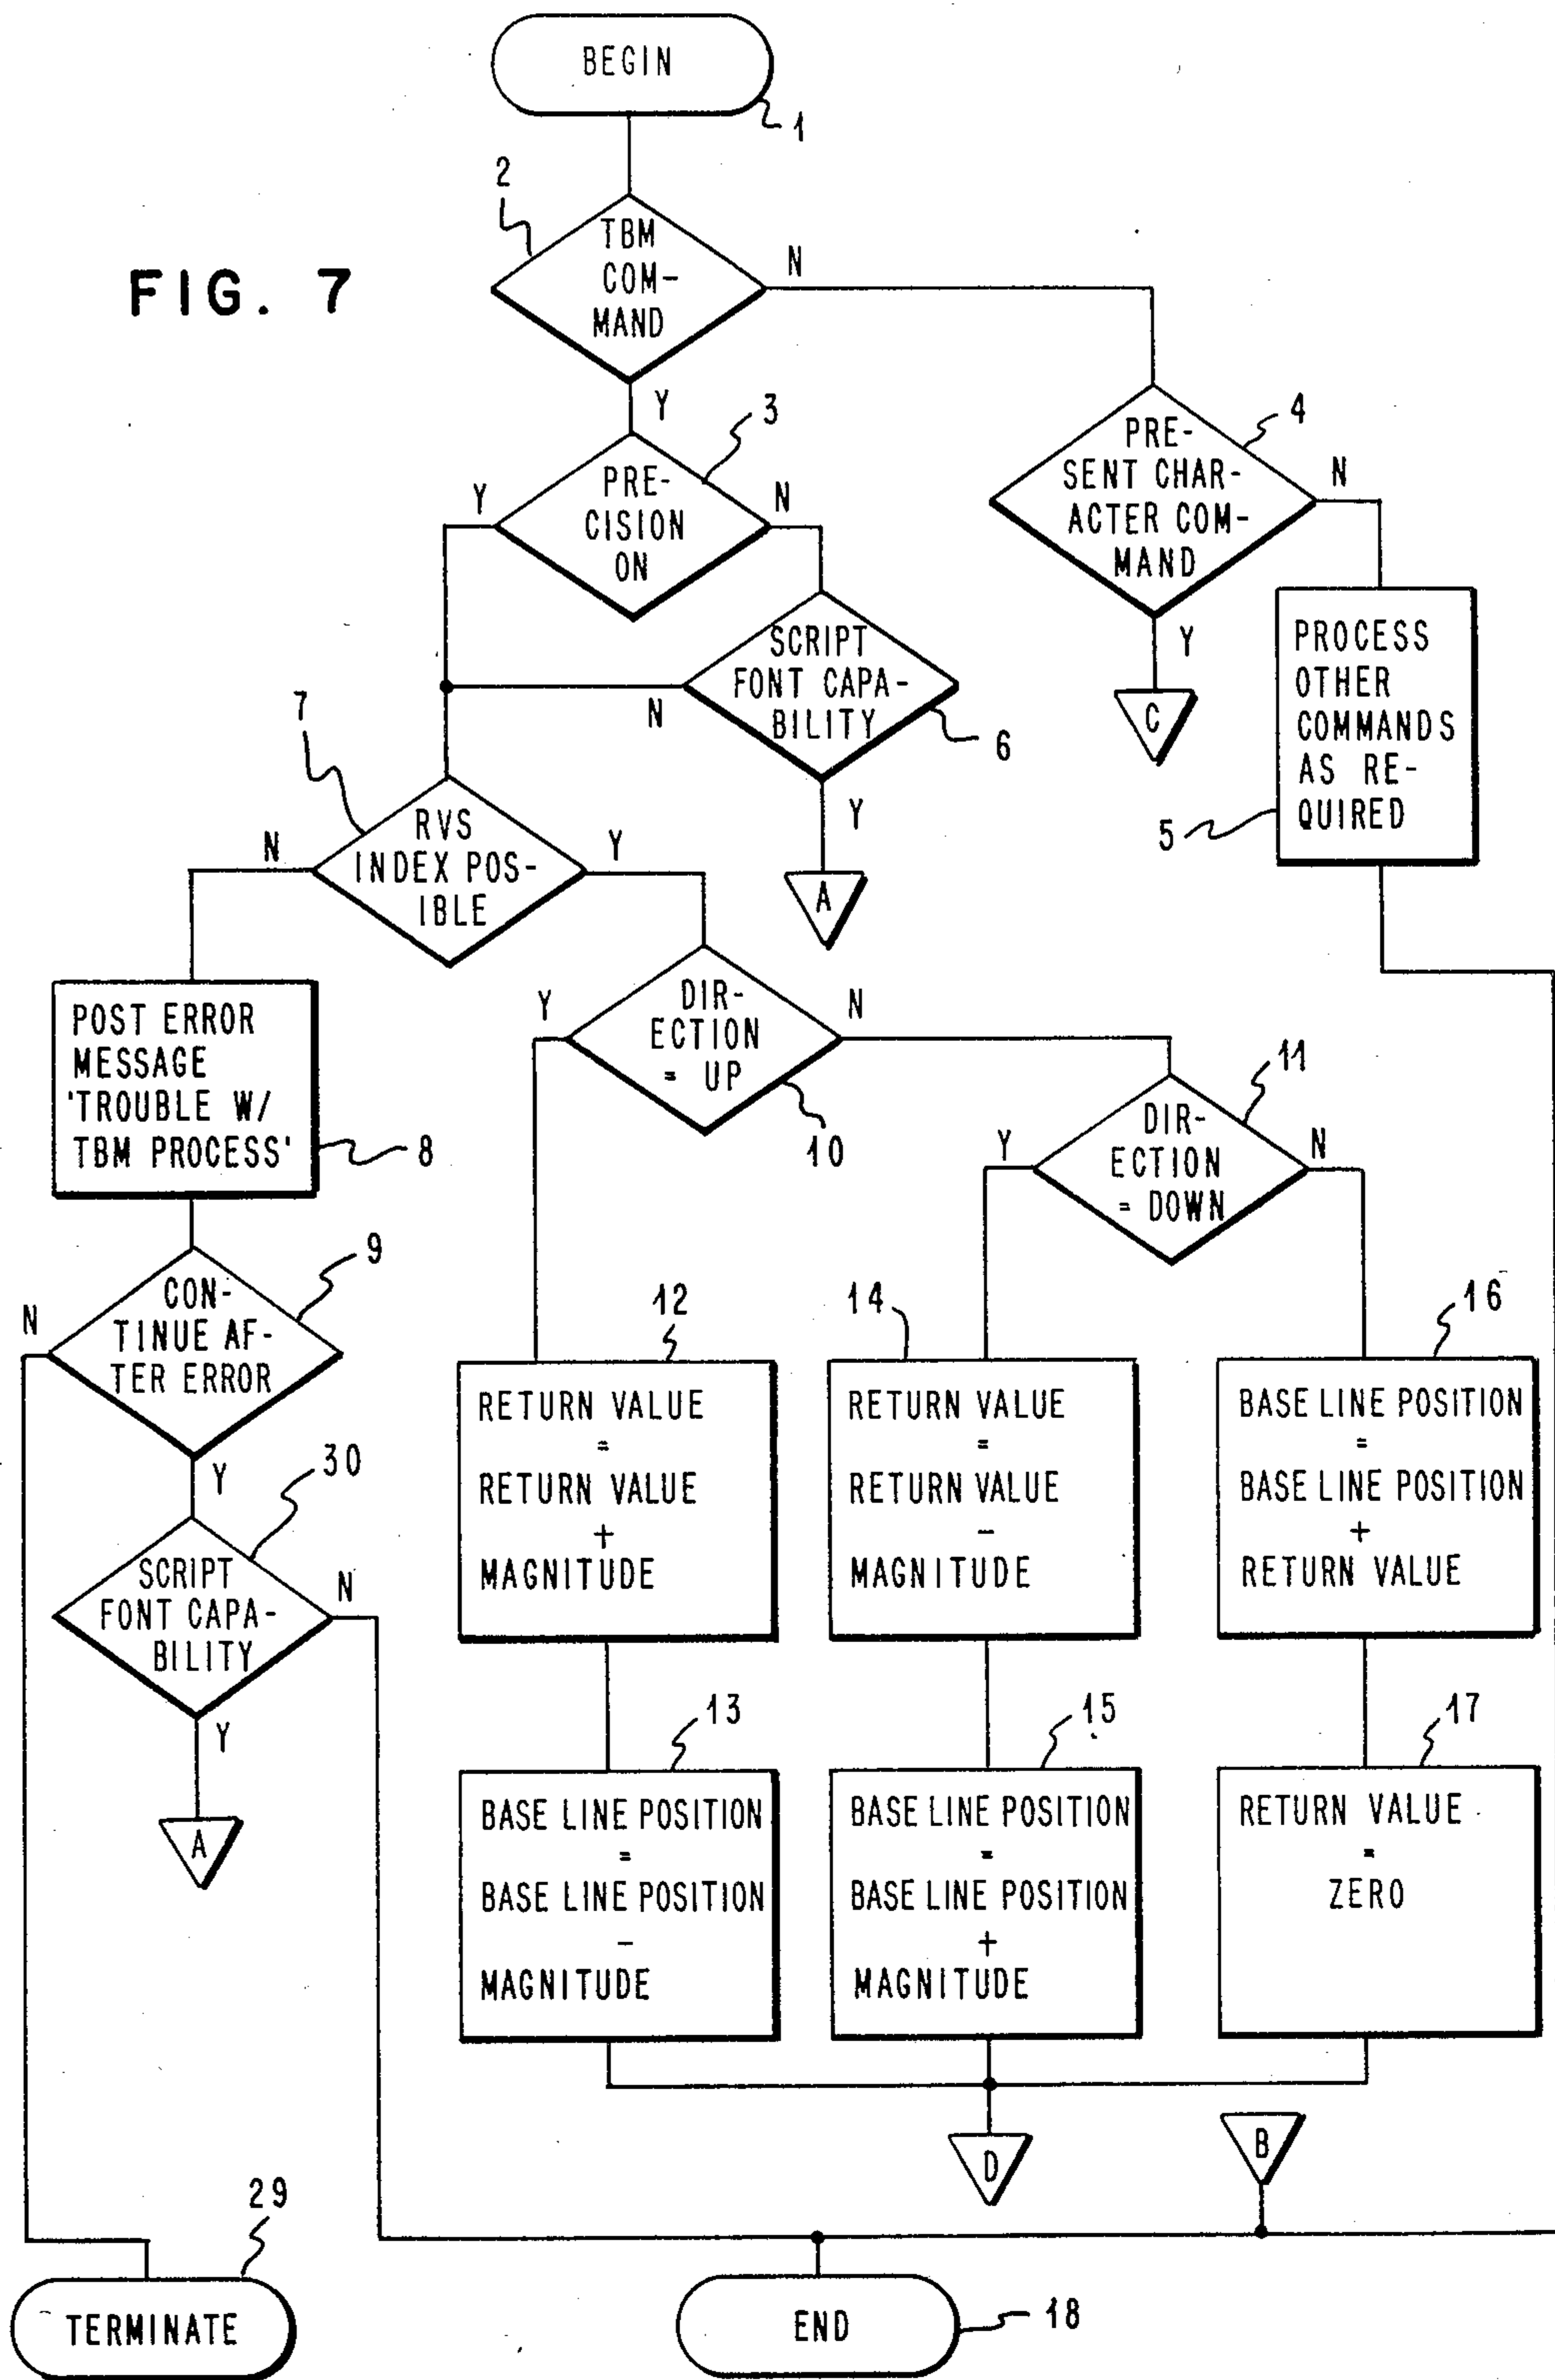 BEGIN
1
2
TBM
COM-
MAND
N
Y
FIG. 7
3
PRE-
CISION
ON
Y
N
4
PRE-
SENT CHAR-
ACTER COM-
MAND
N
Y
C
PROCESS
OTHER
COMMANDS
AS RE-
QUIRED
5
SCRIPT
FONT CAPA-
BILITY
6
N
Y
A
7
RVS
INDEX POS-
IBLE
N
Y
POST ERROR
MESSAGE
'TROUBLE W/
TBM PROCESS'
8
DIR-
ECTION
= UP
Y
N
10
11
DIR-
ECTION
= DOWN
Y
N
9
CON-
TINUE AF-
TER ERROR
N
Y
30
SCRIPT
FONT CAPA-
BILITY
N
Y
A
12
RETURN VALUE
=
RETURN VALUE
+
MAGNITUDE
14
RETURN VALUE
=
RETURN VALUE
-
MAGNITUDE
16
BASE LINE POSITION
=
BASE LINE POSITION
+
RETURN VALUE
13
BASE LINE POSITION
=
BASE LINE POSITION
-
MAGNITUDE
15
BASE LINE POSITION
=
BASE LINE POSITION
+
MAGNITUDE
17
RETURN VALUE
=
ZERO
D
B
29
TERMINATE
END
18